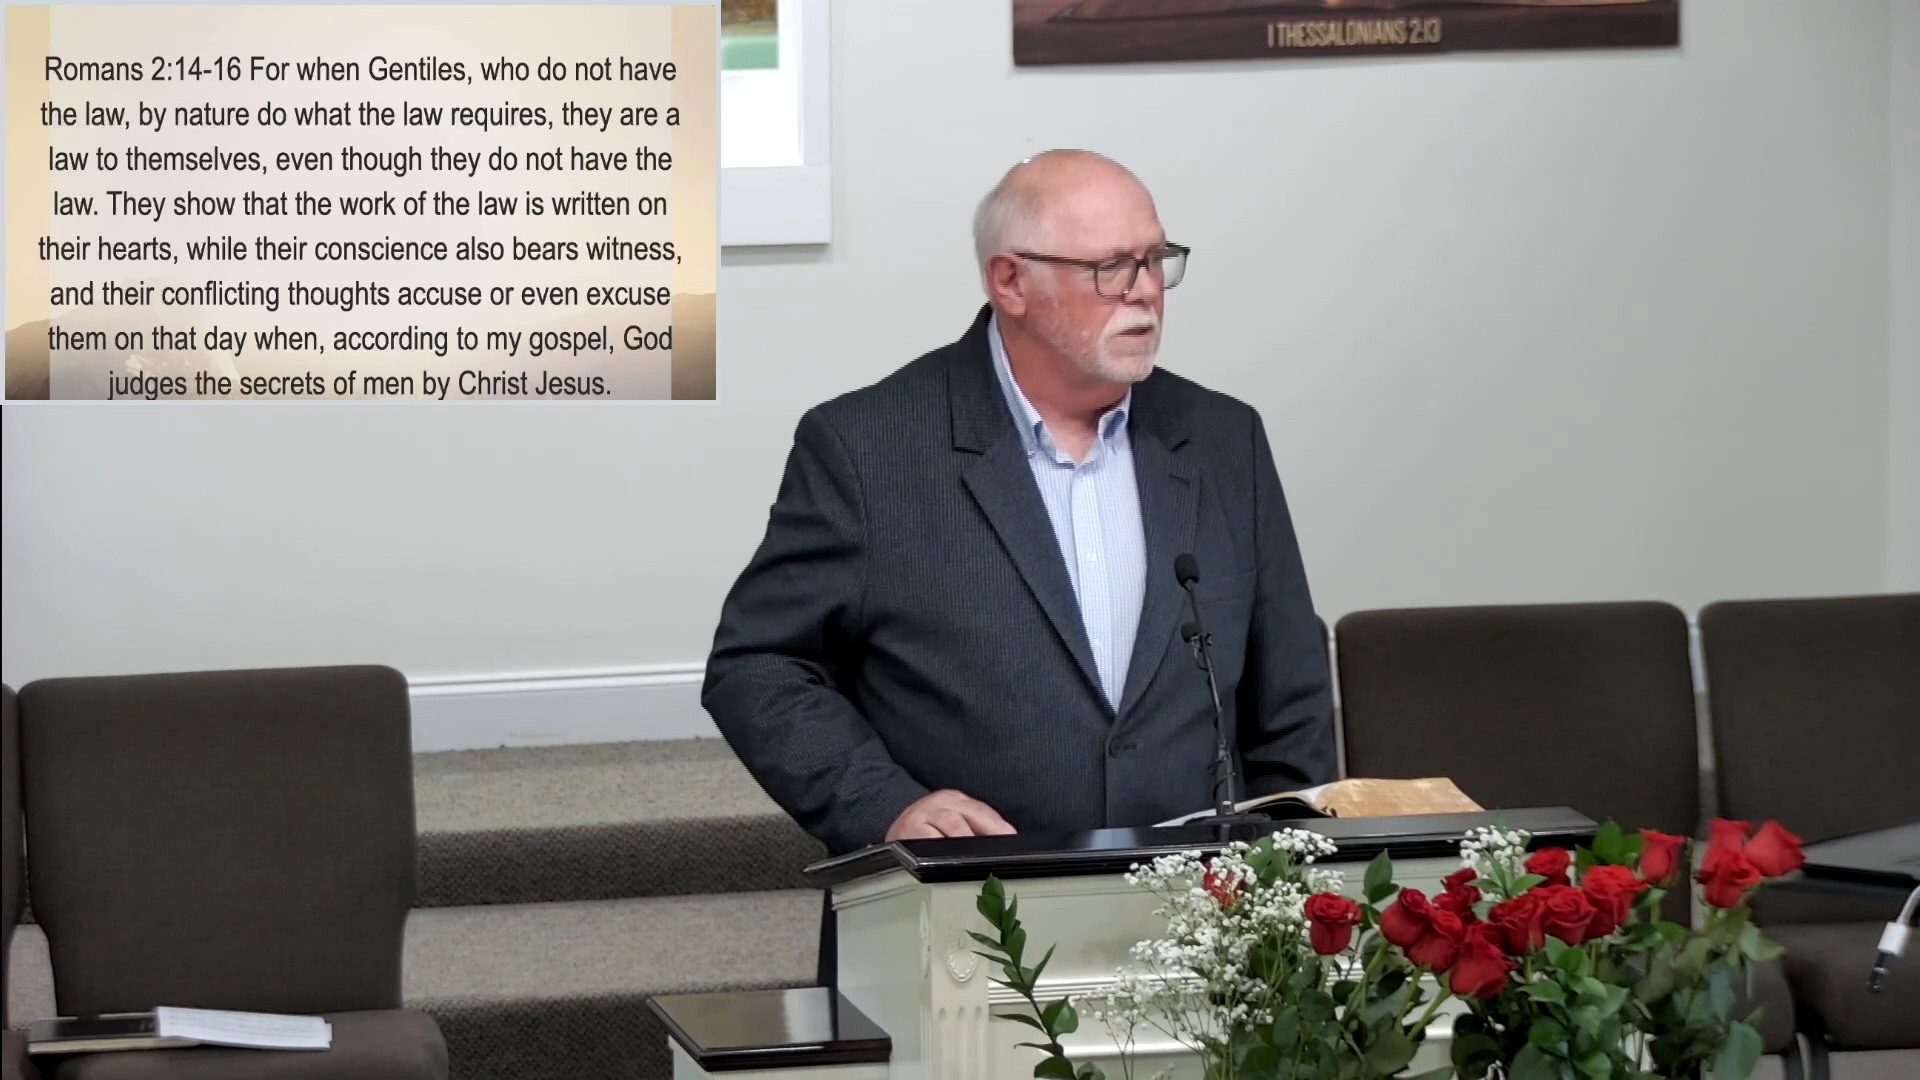 Romans 2:14-16 For when Gentiles, who do not have
the law, by nature do what the law requires, they are a
law to themselves, even though they do not have the
law. They show that the work of the law is written on
their hearts, while their conscience also bears witness,
and their conflicting thoughts accuse or even excuse
them on that day when, according to my gospel, God
judges the secrets of men by Christ Jesus.
I THESSALONIANS 2:13